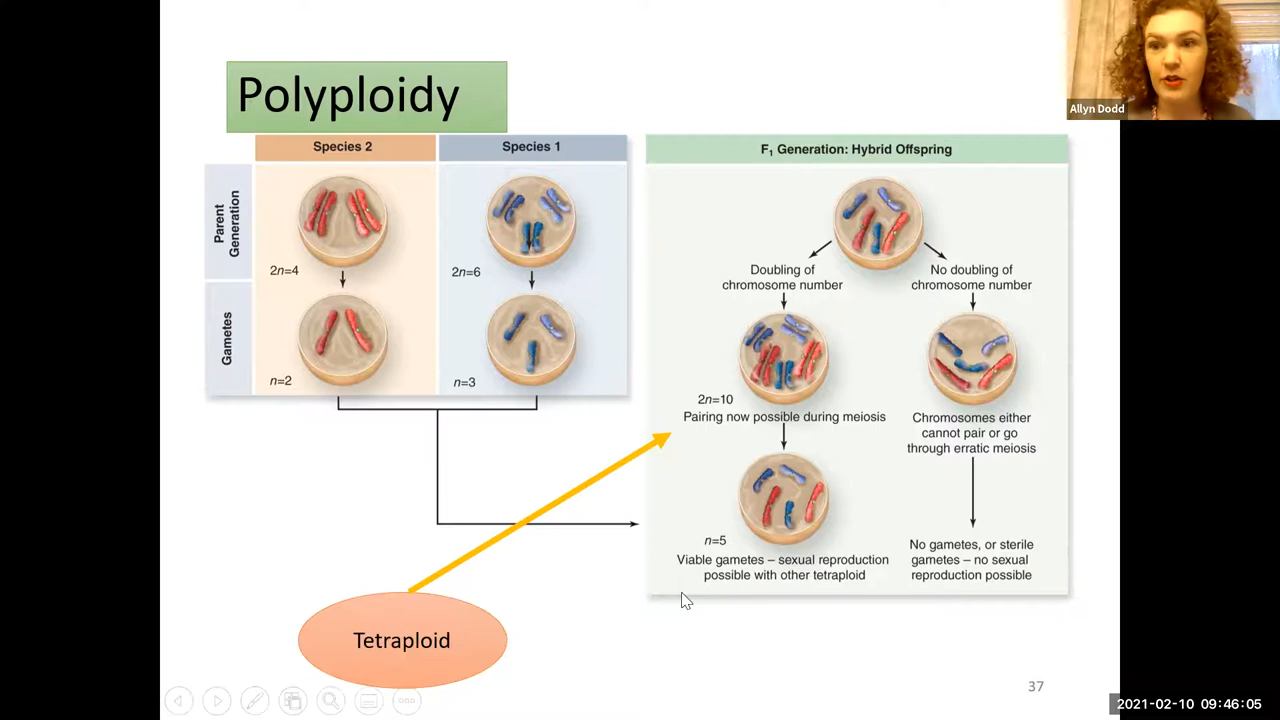 Polyploidy
Allyn Dodd
Species 2
Species 1
Parent
Generation
2n=4
2n=6
Gametes
n=2
n=3
F1 Generation: Hybrid Offspring
Doubling of
chromosome number
No doubling of
chromosome number
2n=10
Pairing now possible during meiosis
Chromosomes either
cannot pair or go
through erratic meiosis
n=5
Viable gametes – sexual reproduction
possible with other tetraploid
No gametes, or sterile
gametes – no sexual
reproduction possible
Tetraploid
37
2021-02-10 09:46:05